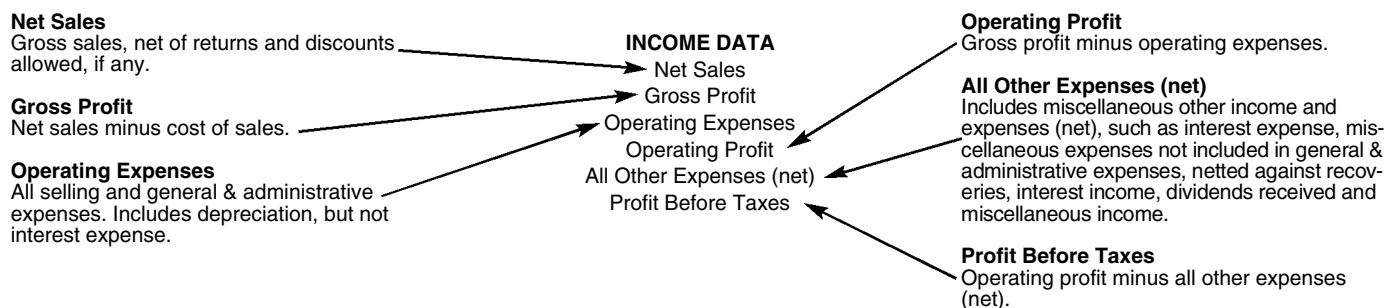 Net Sales
Gross sales, net of returns and discounts
allowed, if any.
Gross Profit
Net sales minus cost of sales.
Operating Expenses
All selling and general & administrative
expenses. Includes depreciation, but not
interest expense.
INCOME DATA
Net Sales
Gross Profit
Operating Expenses
Operating Profit
All Other Expenses (net)
Profit Before Taxes
Operating Profit
Gross profit minus operating expenses.
All Other Expenses (net)
Includes miscellaneous other income and
expenses (net), such as interest expense, mis-
cellaneous expenses not included in general &
administrative expenses, netted against recov-
eries, interest income, dividends received and
miscellaneous income.
Profit Before Taxes
Operating profit minus all other expenses
(net).